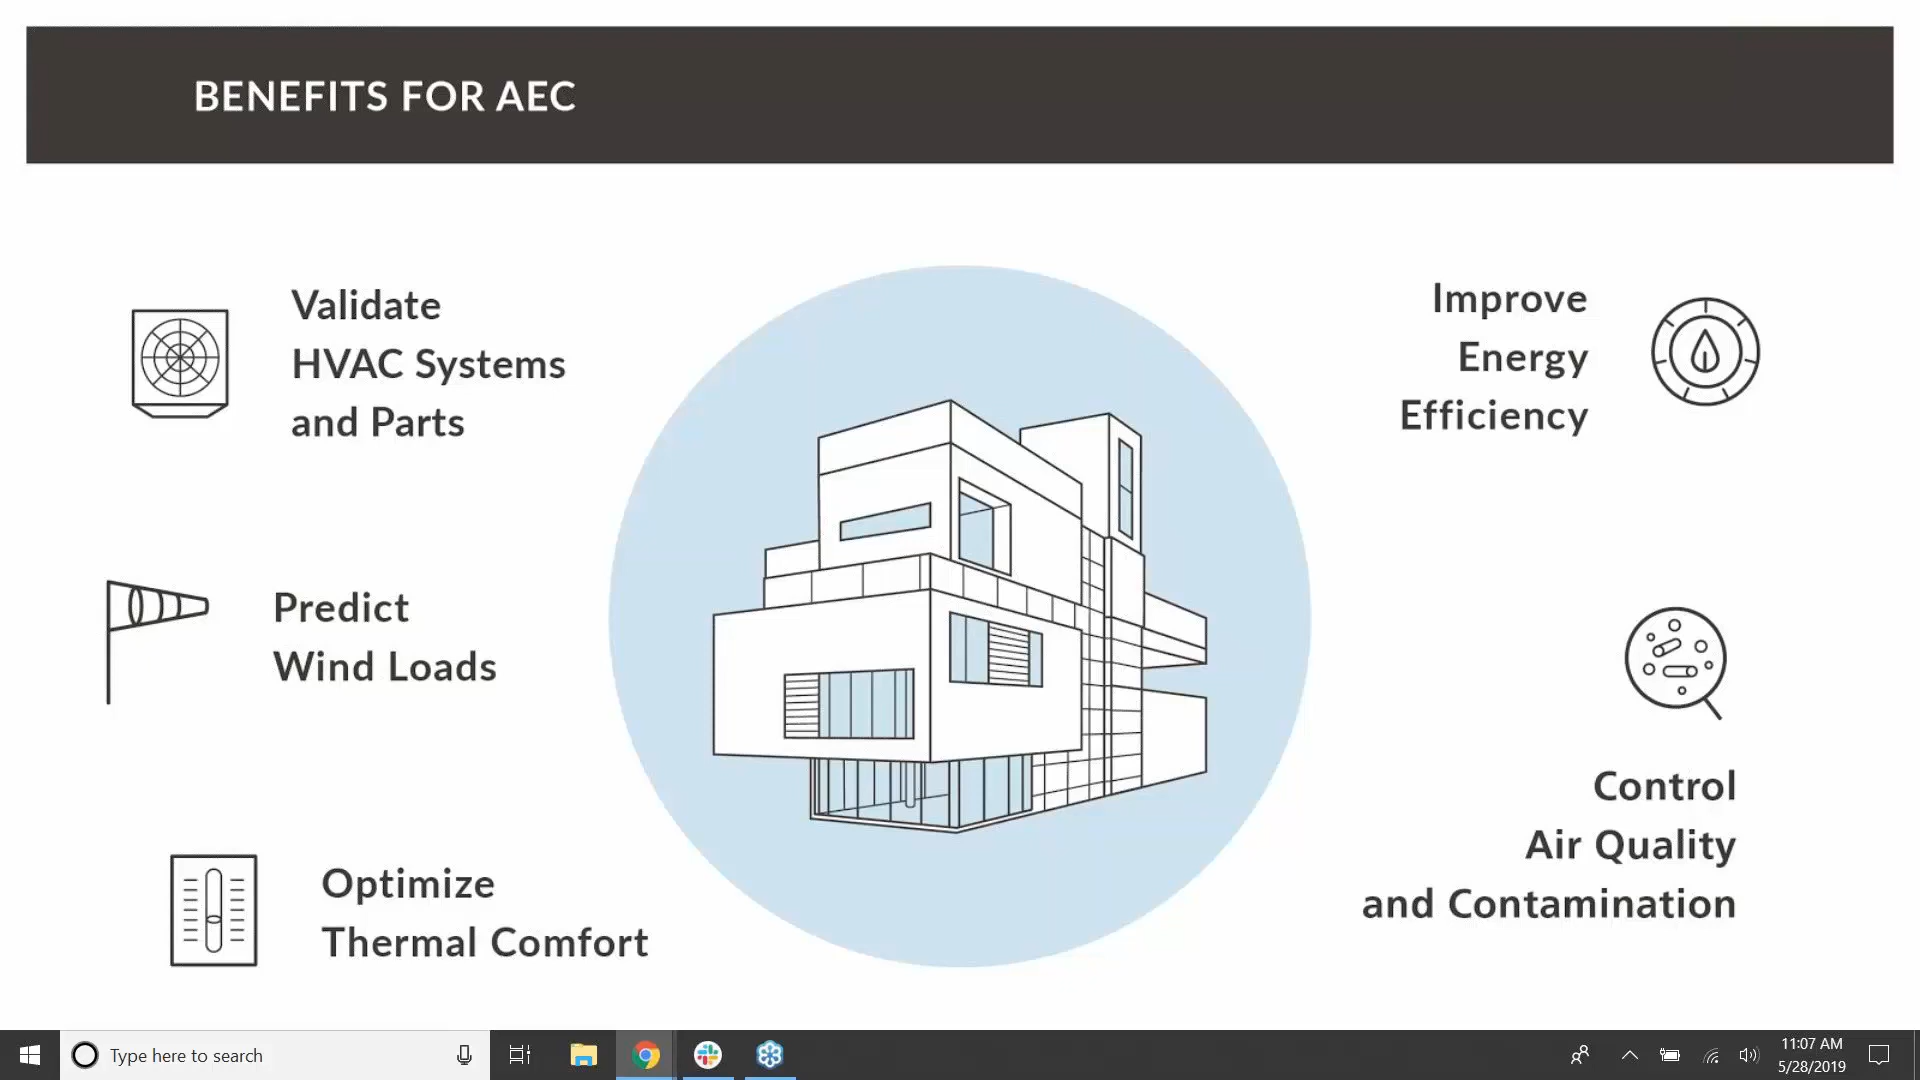 BENEFITS FOR AEC
Validate
HVAC Systems
and Parts
Predict
Wind Loads
Optimize
Thermal Comfort
Improve
Energy
Efficiency
Control
Air Quality
and Contamination
Type here to search
11:07 AM
5/28/2019